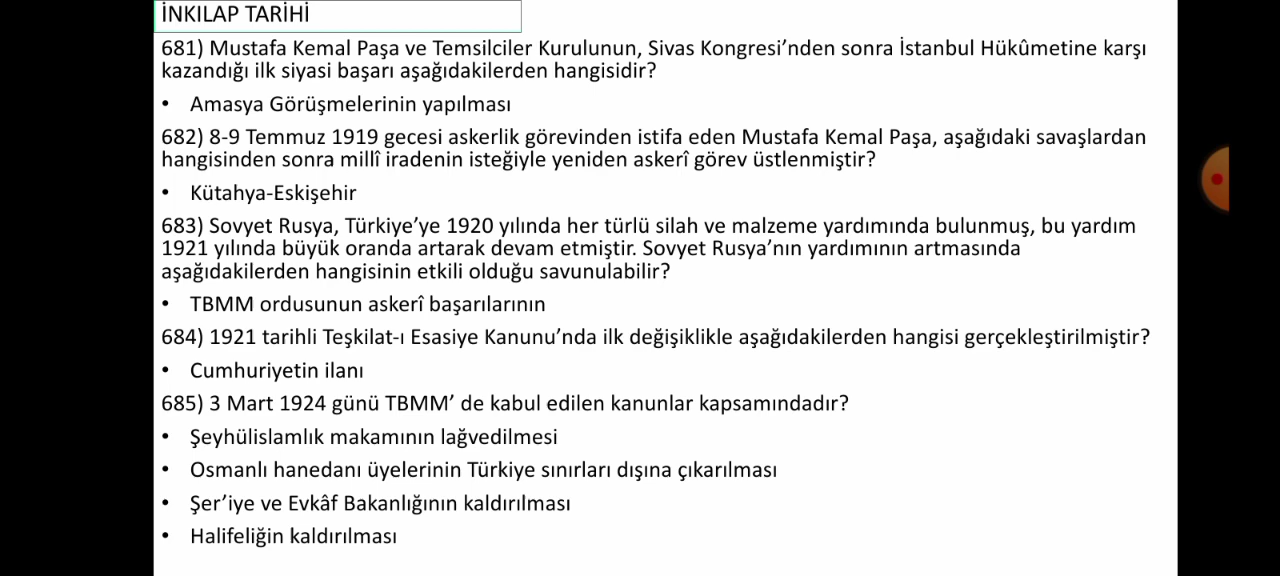 İNKILAP TARİHİ
681) Mustafa Kemal Paşa ve Temsilciler Kurulunun, Sivas Kongresi’nden sonra İstanbul Hükûmetine karşı
kazandığı ilk siyasi başarı aşağıdakilerden hangisidir?
• Amasya Görüşmelerinin yapılması
682) 8-9 Temmuz 1919 gecesi askerlik görevinden istifa eden Mustafa Kemal Paşa, aşağıdaki savaşlardan
hangisinden sonra millî iradenin isteğiyle yeniden askerî görev üstlenmiştir?
• Kütahya-Eskişehir
683) Sovyet Rusya, Türkiye’ye 1920 yılında her türlü silah ve malzeme yardımında bulunmuş, bu yardım
1921 yılında büyük oranda artarak devam etmiştir. Sovyet Rusya’nın yardımının artmasında
aşağıdakilerden hangisinin etkili olduğu savunulabilir?
• TBMM ordusunun askerî başarılarının
684) 1921 tarihli Teşkilat-ı Esasiye Kanunu’nda ilk değişiklikle aşağıdakilerden hangisi gerçekleştirilmiştir?
• Cumhuriyetin ilanı
685) 3 Mart 1924 günü TBMM’ de kabul edilen kanunlar kapsamındadır?
• Şeyhülislamlık makamının lağvedilmesi
• Osmanlı hanedanı üyelerinin Türkiye sınırları dışına çıkarılması
• Şer’iye ve Evkâf Bakanlığının kaldırılması
• Halifeliğin kaldırılması